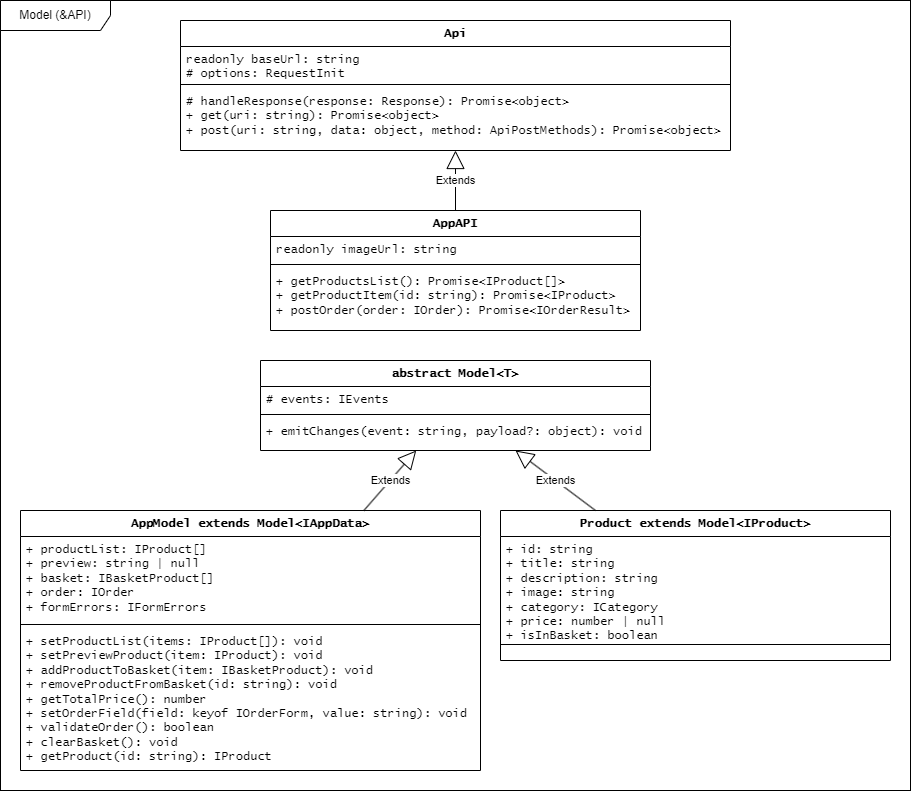 Model (&API)
Api
readonly baseUrl: string
# options: RequestInit
# handleResponse(response: Response): Promise<object>
+ get(uri: string): Promise<object>
+ post(uri: string, data: object, method: ApiPostMethods): Promise<object>
Extends
AppAPI
readonly imageUrl: string
+ getProductsList(): Promise<IProduct[]>
+ getProductItem(id: string): Promise<IProduct>
+ postOrder(order: IOrder): Promise<IOrderResult>
abstract Model<T>
# events: IEvents
+ emitChanges(event: string, payload?: object): void
Extends
Extends
AppModel extends Model<IAppData>
+ productList: IProduct[]
+ preview: string | null
+ basket: IBasketProduct[]
+ order: IOrder
+ formErrors: IFormErrors
+ setProductList(items: IProduct[]): void
+ setPreviewProduct(item: IProduct): void
+ addProductToBasket(item: IBasketProduct): void
+ removeProductFromBasket(id: string): void
+ getTotalPrice(): number
+ setOrderField(field: keyof IOrderForm, value: string): void
+ validateOrder(): boolean
+ clearBasket(): void
+ getProduct(id: string): IProduct
Product extends Model<IProduct>
+ id: string
+ title: string
+ description: string
+ image: string
+ category: ICategory
+ price: number | null
+ isInBasket: boolean